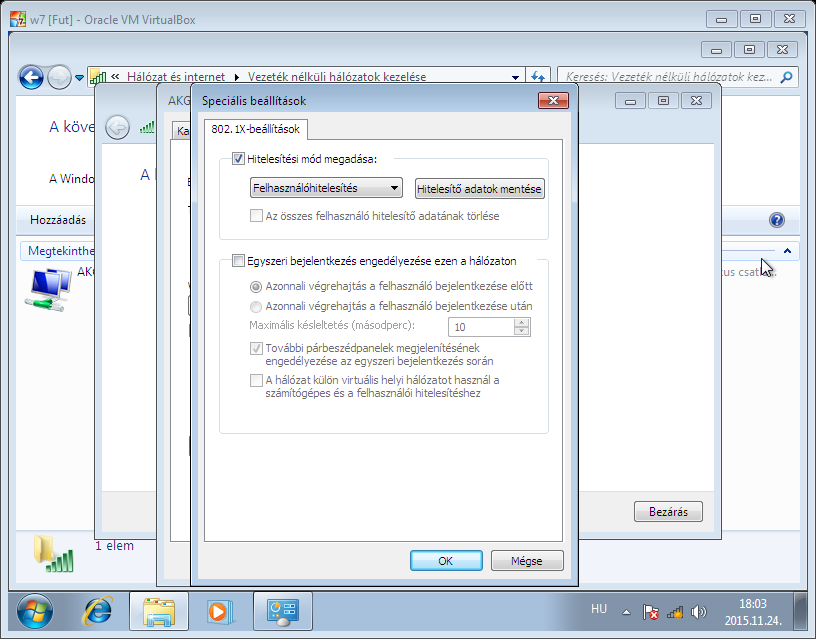 w7 [Fut] - Oracle VM VirtualBox
« Hálózat és internet ▸ Vezeték nélküli hálózatok kezelése
Keresés: Vezeték nélküli hálózatok kez...
AKG
Speciális beállítások
A köve
Ka
802.1X-beállítások
Hitelesítési mód megadása:
A Windo
Felhasználóhitelesítés
Hitelesítő adatok mentése
Hozzáadás
Az összes felhasználó hitelesítő adatának törlése
Megtekinthe
Egyszeri bejelentkezés engedélyezése ezen a hálózaton
Azonnali végrehajtás a felhasználó bejelentkezése előtt
Azonnali végrehajtás a felhasználó bejelentkezése után
Maximális késleltetés (másodperc):
10
További párbeszédpanelek megjelenítésének
engedélyezése az egyszeri bejelentkezés során
A hálózat külön virtuális helyi hálózatot használ a
számítógépes és a felhasználói hitelesítéshez
Bezárás
1 elem
OK
Mégse
HU
18:03
2015.11.24.